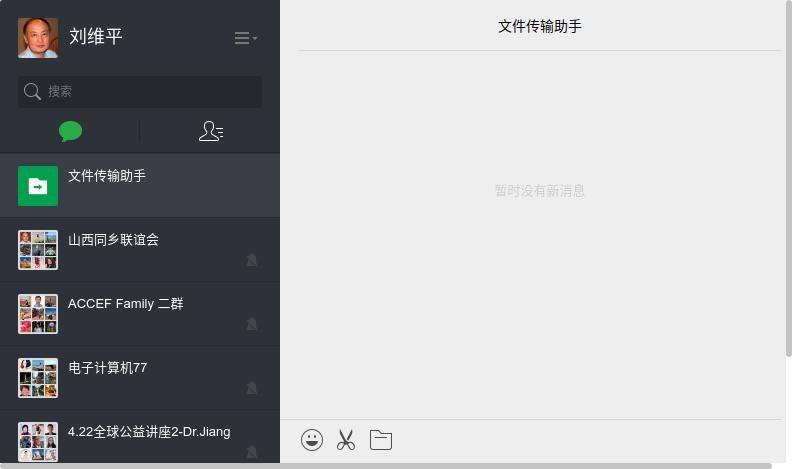 刘维平
搜索
文件传输助手
山西同乡联谊会
ACCEF Family 二群
电子计算机77
4.22全球公益讲座2-Dr.Jiang
文件传输助手
暂时没有新消息